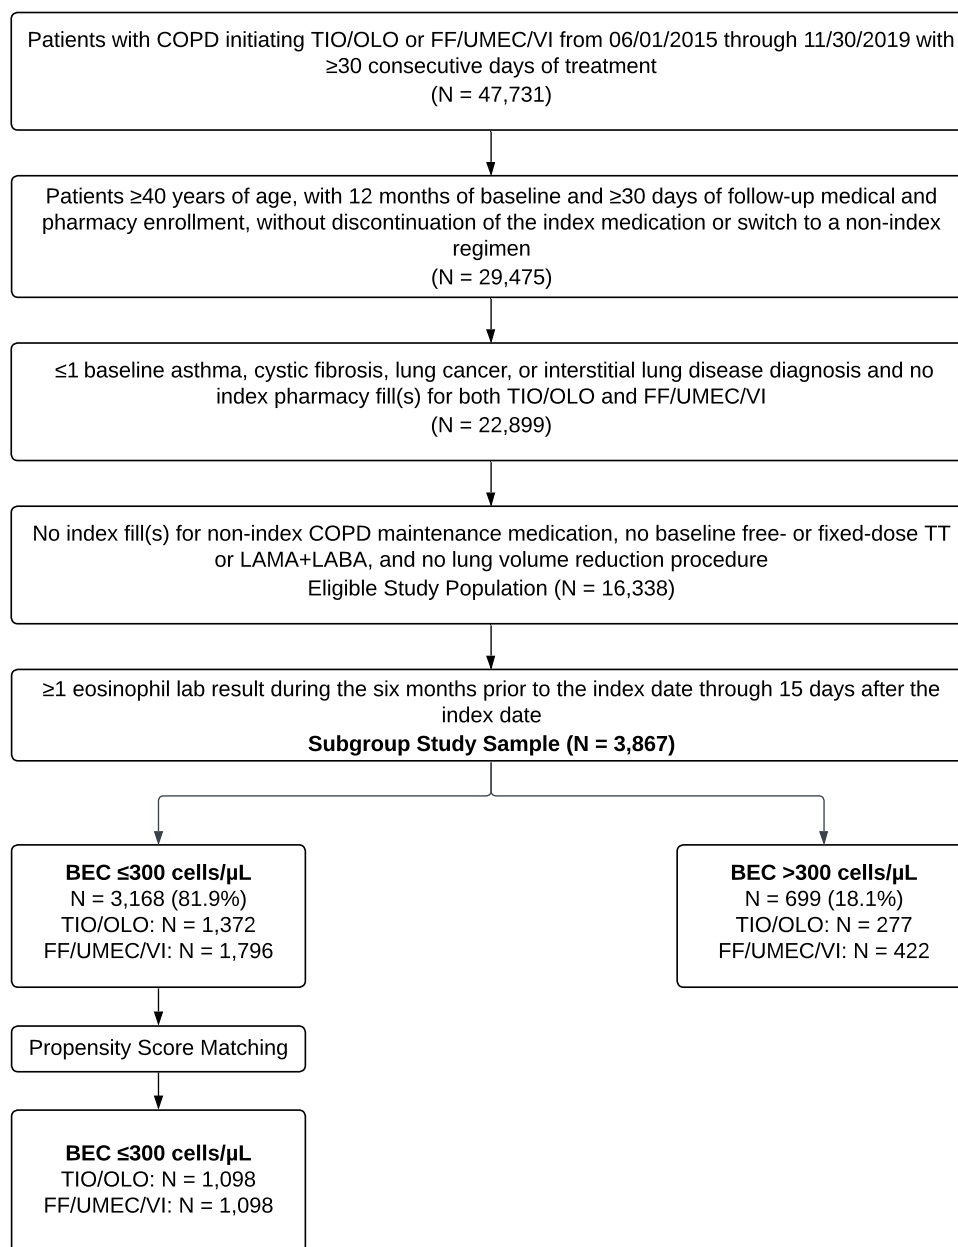 Patients with COPD initiating TIO/OLO or FF/UMEC/VI from 06/01/2015 through 11/30/2019 with
≥30 consecutive days of treatment
(N = 47,731)
Patients ≥40 years of age, with 12 months of baseline and ≥30 days of follow-up medical and
pharmacy enrollment, without discontinuation of the index medication or switch to a non-index
regimen
(N = 29,475)
≤1 baseline asthma, cystic fibrosis, lung cancer, or interstitial lung disease diagnosis and no
index pharmacy fill(s) for both TIO/OLO and FF/UMEC/VI
(N = 22,899)
No index fill(s) for non-index COPD maintenance medication, no baseline free- or fixed-dose TT
or LAMA+LABA, and no lung volume reduction procedure
Eligible Study Population (N = 16,338)
≥1 eosinophil lab result during the six months prior to the index date through 15 days after the
index date
Subgroup Study Sample (N = 3,867)
BEC ≤300 cells/µL
N = 3,168 (81.9%)
TIO/OLO: N = 1,372
FF/UMEC/VI: N = 1,796
BEC >300 cells/µL
N = 699 (18.1%)
TIO/OLO: N = 277
FF/UMEC/VI: N = 422
Propensity Score Matching
BEC ≤300 cells/µL
TIO/OLO: N = 1,098
FF/UMEC/VI: N = 1,098